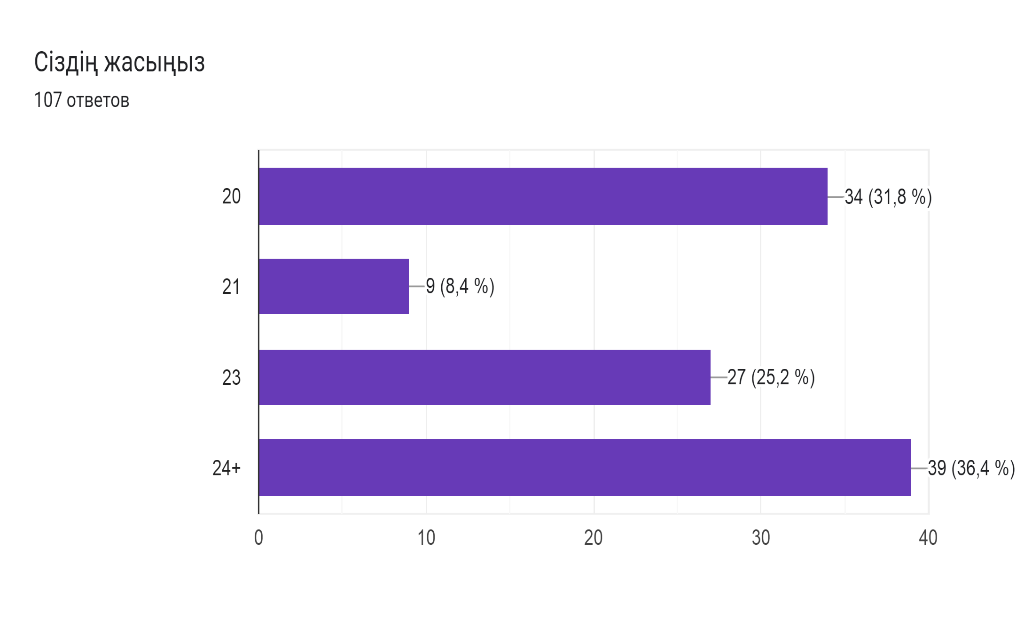 Сіздің жасыңыз
107 ответов
20
34 (31,8 %)
21
9 (8,4 %)
23
27 (25,2 %)
24+
39 (36,4 %)
0 10 20 30 40